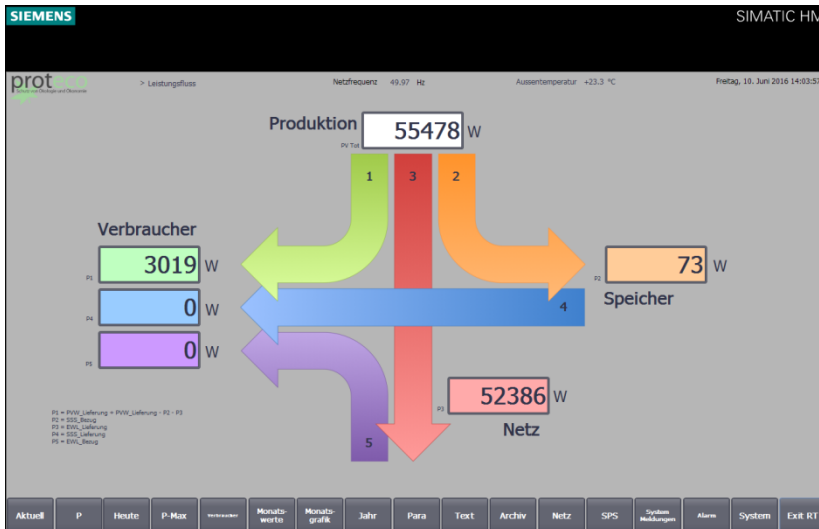 SIEMENS
SIMATIC HM
proteco
> Leistungsfluss
Netzfrequenz 49.97 Hz
Aussentemperatur +23.3 °C
Freitag, 10. Juni 2016 14:03:57
Produktion
PV Tot
55478 W
1
3
2
Verbraucher
P1
3019 W
P2
73 W
Speicher
P4
0 W
4
P5
0 W
P3
52386 W
Netz
5
P1 = PVW_Lieferung = PVW_Lieferung - P2 - P3
P2 = SSS_Bezug
P3 = EWL_Lieferung
P4 = SSS_Lieferung
P5 = EWL_Bezug
Aktuell
P
Heute
P-Max
Verbraucher
Monats-
werte
Monats-
grafik
Jahr
Para
Text
Archiv
Netz
SPS
System
Meldungen
Alarm
System
Exit RT